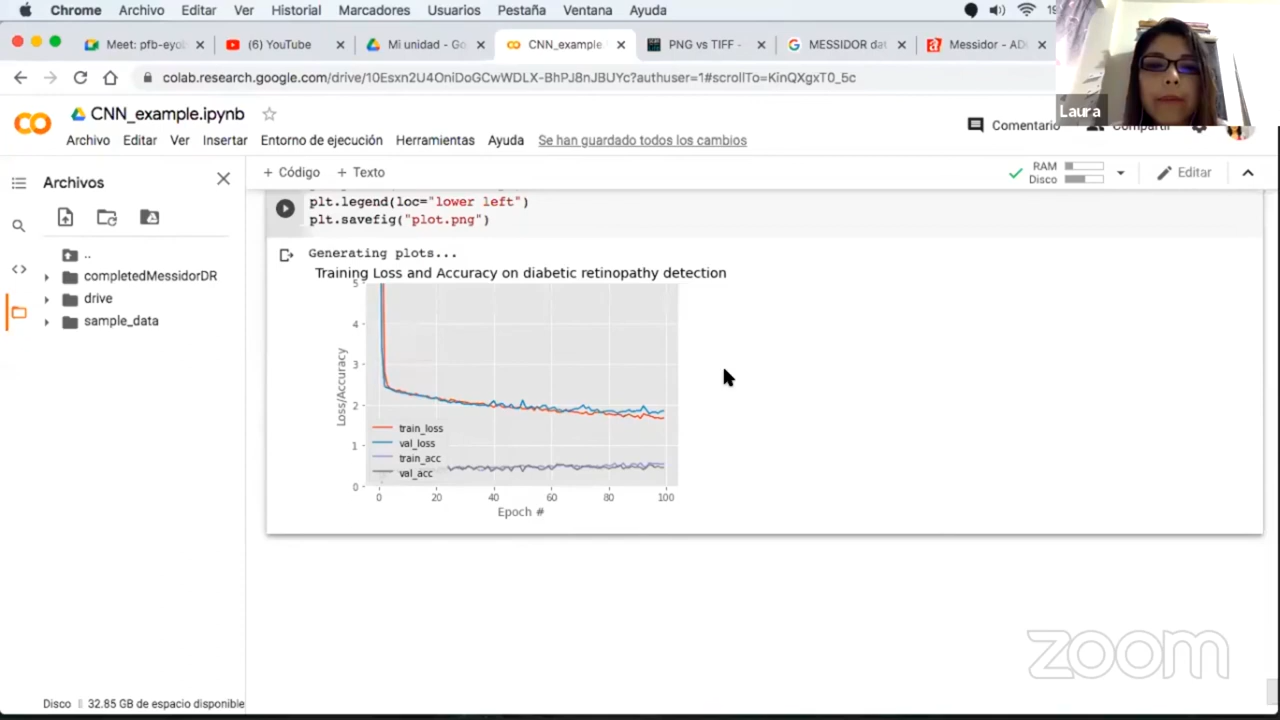 Chrome Archivo Editar Ver Historial Marcadores Usuarios Pestaña Ventana Ayuda
Meet: pfb-eyo (6) YouTube Mi unidad - Go CNN_example. PNG vs TIFF - MESSIDOR dat Messidor - AD
colab.research.google.com/drive/10Esxn2U4OniDoGCwWDLX-BhPJ8nJBUYc?authuser=1#scrollTo=KinQXgxT0_5c
Laura
CNN_example.ipynb
Comentario Compartir
Archivo Editar Ver Insertar Entorno de ejecución Herramientas Ayuda Se han guardado todos los cambios
Archivos
+ Código + Texto
RAM
Disco
Editar
..
completedMessidorDR
drive
sample_data
plt.legend(loc="lower left")
plt.savefig("plot.png")
Generating plots...
Training Loss and Accuracy on diabetic retinopathy detection
5
4
3
2
1
0
Loss/Accuracy
train_loss
val_loss
train_acc
val_acc
0 20 40 60 80 100
Epoch #
zoom
Disco 32.85 GB de espacio disponible